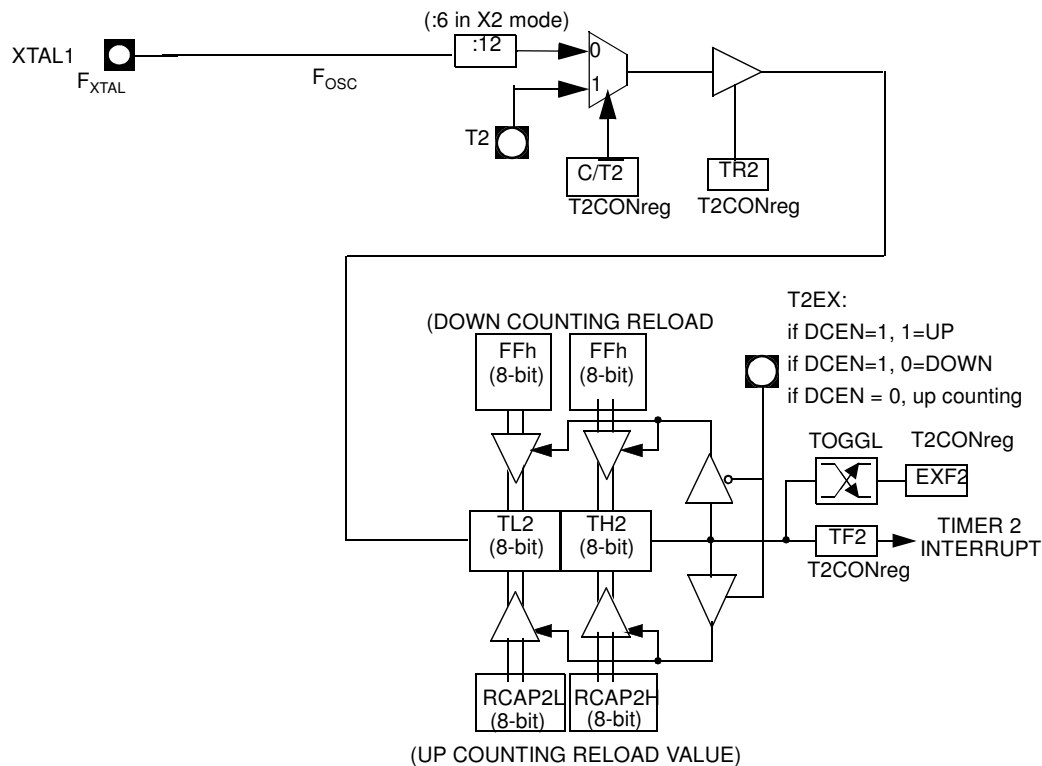 (:6 in X2 mode)
XTAL1
:12
0
FXTAL
FOSC
1
T2
C/T2
TR2
T2CONreg
T2CONreg
T2EX:
if DCEN=1, 1=UP
if DCEN=1, 0=DOWN
if DCEN = 0, up counting
(DOWN COUNTING RELOAD
FFh
(8-bit)
FFh
(8-bit)
TOGGL
T2CONreg
EXF2
TL2
(8-bit)
TH2
(8-bit)
TF2
TIMER 2
INTERRUPT
T2CONreg
RCAP2L
(8-bit)
RCAP2H
(8-bit)
(UP COUNTING RELOAD VALUE)